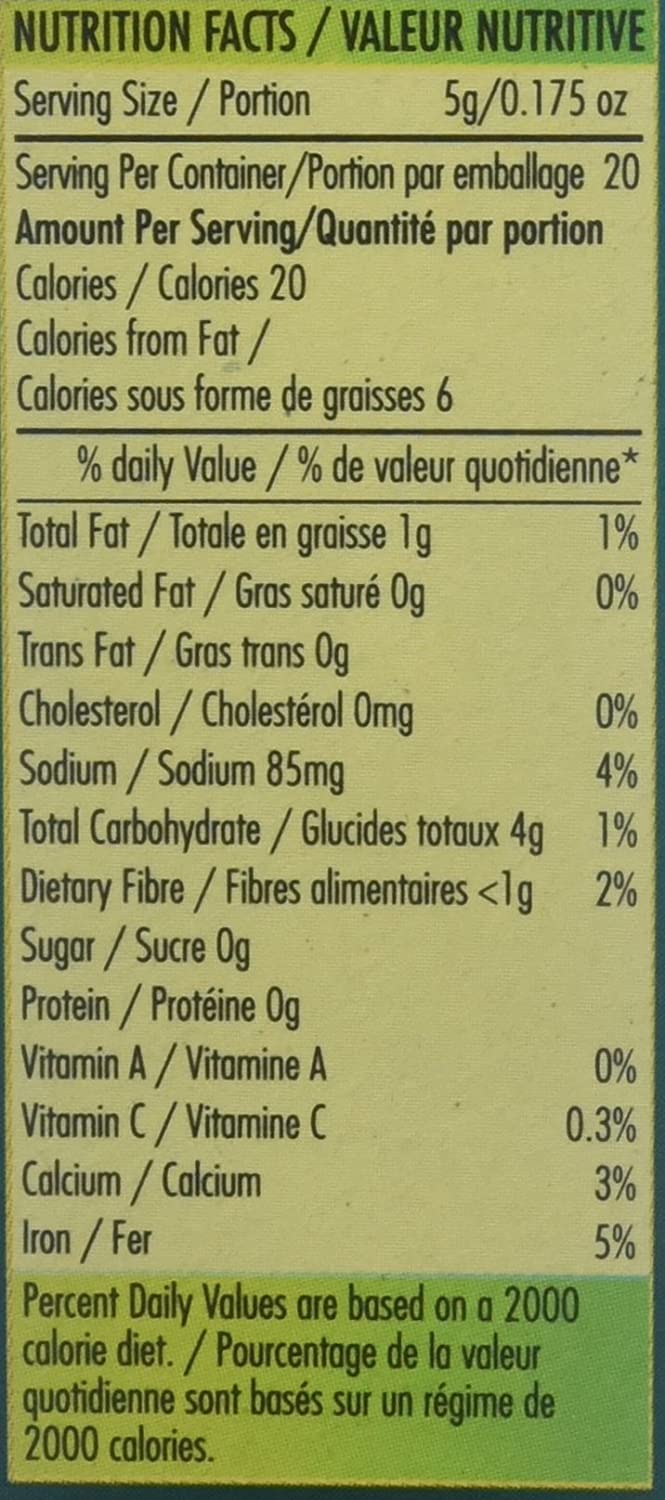 NUTRITION FACTS / VALEUR NUTRITIVE
Serving Size / Portion 5g/0.175 oz
Serving Per Container/Portion par emballage 20
Amount Per Serving/Quantité par portion
Calories / Calories 20
Calories from Fat /
Calories sous forme de graisses 6
% daily Value / % de valeur quotidienne*
Total Fat / Totale en graisse 1g 1%
Saturated Fat / Gras saturé 0g 0%
Trans Fat / Gras trans 0g
Cholesterol / Cholestérol 0mg 0%
Sodium / Sodium 85mg 4%
Total Carbohydrate / Glucides totaux 4g 1%
Dietary Fibre / Fibres alimentaires <1g 2%
Sugar / Sucre 0g
Protein / Protéine 0g
Vitamin A / Vitamine A 0%
Vitamin C / Vitamine C 0.3%
Calcium / Calcium 3%
Iron / Fer 5%
Percent Daily Values are based on a 2000
calorie diet. / Pourcentage de la valeur
quotidienne sont basés sur un régime de
2000 calories.